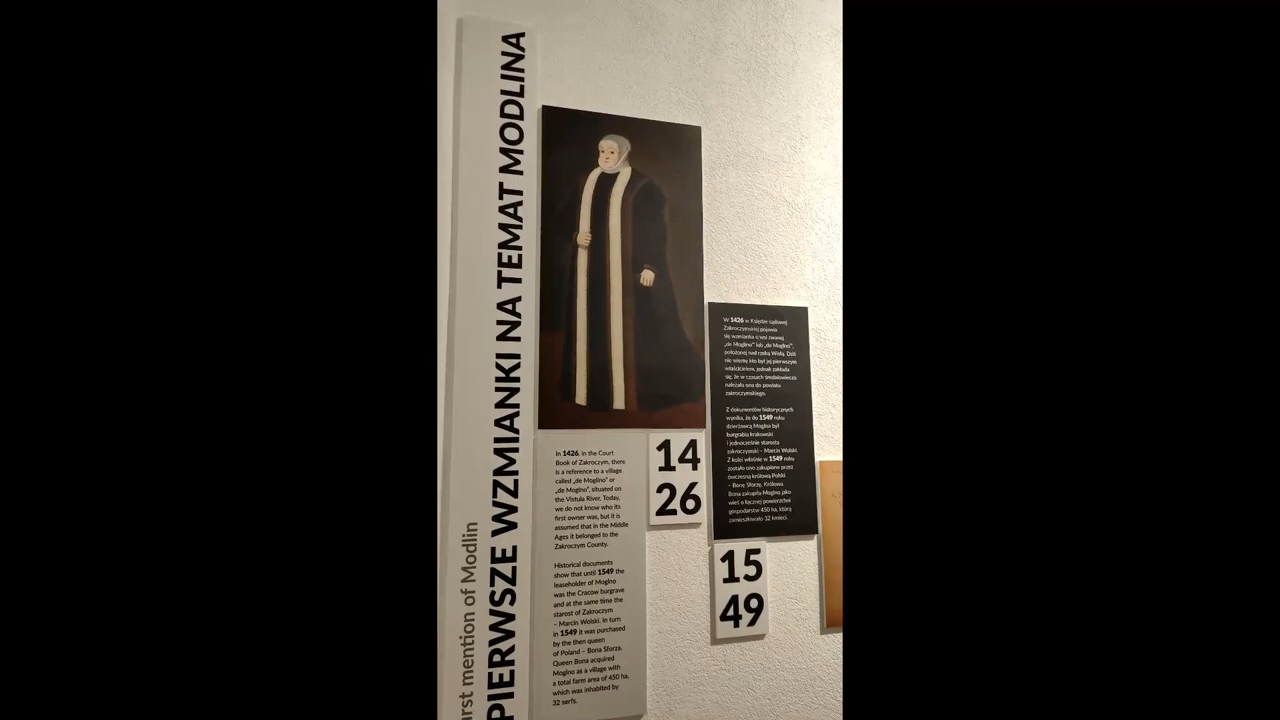 PIERWSZE WZMIANKI NA TEMAT MODLINA
mention of Modlin
In 1426, in the Court
Book of Zakroczym, there
is a reference to a village
called „de Moglino” or
„de Mogino”, situated on
the Vistula River. Today,
we do not know who its
first owner was, but it is
assumed that in the Middle
Ages it belonged to the
Zakroczym County.
Historical documents
show that until 1549 the
leaseholder of Moglno
was the Cracow burgrave
and at the same time the
starost of Zakroczym
– Marcin Wolski. In turn
in 1549 it was purchased
by the then queen
of Poland – Bona Sforza.
Queen Bona acquired
Moglno as a village with
a total farm area of 450 ha,
which was inhabited by
32 serfs.
14
26
W 1426 w Księdze sądowej
Zakroczymskiej pojawia
się wzmianka o wsi zwanej
„de Moglino” lub „de Mogino”,
położonej nad rzeką Wisłą. Dziś
nie wiemy kto był jej pierwszym
właścicielem, jednak zakłada
się, że w czasach średniowiecza
należała ona do powiatu
zakroczymskiego.
Z dokumentów historycznych
wynika, że do 1549 roku
dzierżawcą Moglna był
burgrabia krakowski
i jednocześnie starosta
zakroczymski – Marcin Wolski.
Z kolei właśnie w 1549 roku
zostało ono zakupione przez
ówczesną królową Polski
– Bonę Sforzę. Królowa
Bona zakupiła Moglno jako
wieś o łącznej powierzchni
gospodarstw 450 ha, którą
zamieszkiwało 32 kmieci.
15
49